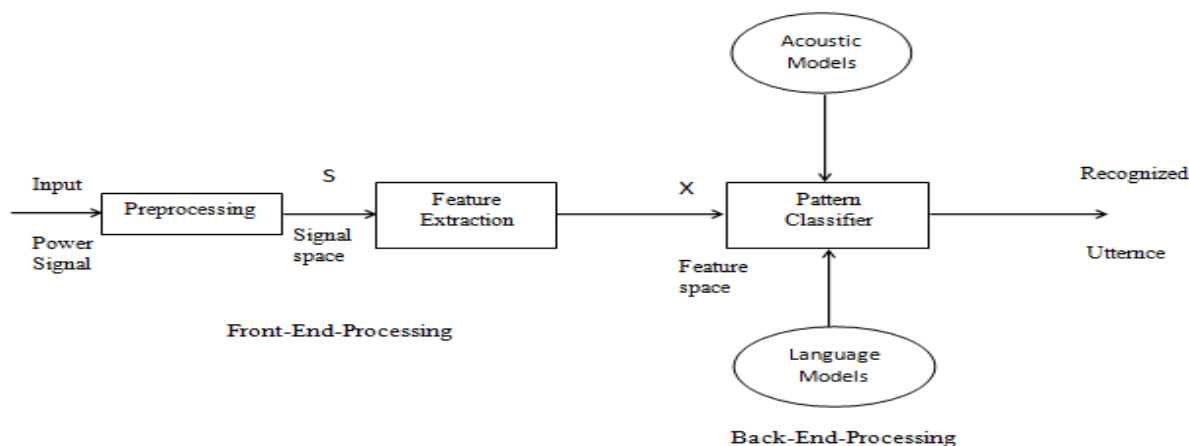 Acoustic
Models
Input
Power
Signal
Preprocessing
S
Signal
space
Feature
Extraction
X
Feature
space
Pattern
Classifier
Recognized
Utternce
Front-End-Processing
Language
Models
Back-End-Processing